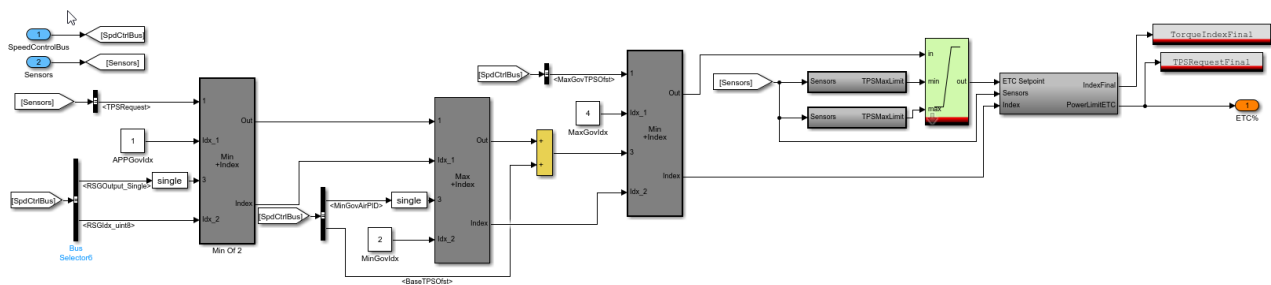 1
SpeedControlBus
[SpdCtrlBus]
2
Sensors
[Sensors]
[Sensors]
<TPSRequest>
1
APPGovIdx
[SpdCtrlBus]
<RSGOutput_Single>
single
<RSGIdx_uint8>
Bus
Selector6
1
Idx_1
3
Idx_2
Min
+Index
Out
Index
Min Of 2
[SpdCtrlBus]
<MinGovAirPID>
single
2
MinGovIdx
<BaseTPSOfst>
1
Idx_1
3
Idx_2
Max
+Index
Out
Index
+
+
[SpdCtrlBus]
<MaxGovTPSOfst>
4
MaxGovIdx
1
Idx_1
3
Idx_2
Min
+Index
Out
Index
[Sensors]
Sensors
TPSMaxLimit
Sensors
TPSMaxLimit
in
min
max
out
ETC Setpoint
Sensors
Index
IndexFinal
PowerLimitETC
TorqueIndexFinal
TPSRequestFinal
1
ETC%